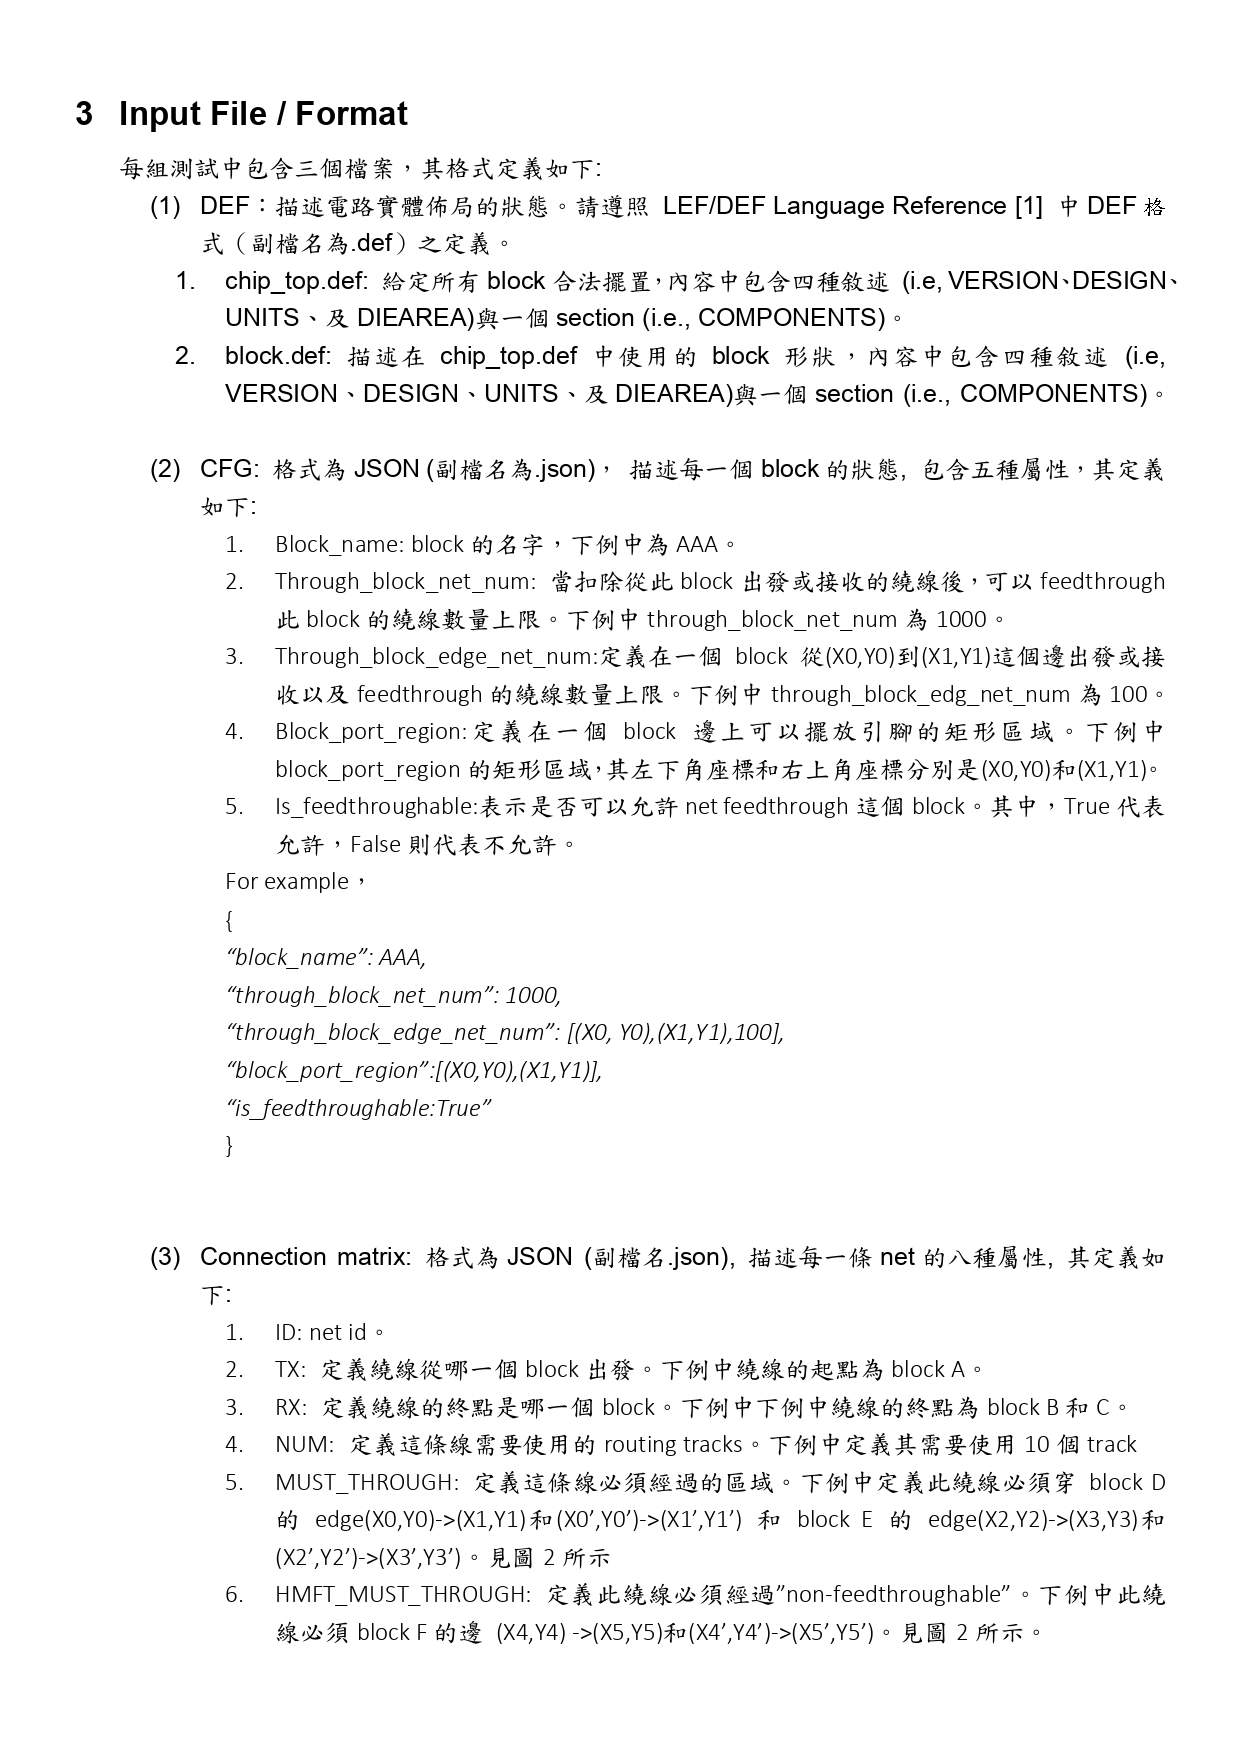 3 Input File / Format
每組測試中包含三個檔案，其格式定義如下:
(1) DEF：描述電路實體佈局的狀態。請遵照 LEF/DEF Language Reference [1] 中 DEF 格
式（副檔名為.def）之定義。
1. chip_top.def: 給定所有 block 合法擺置，內容中包含四種敘述 (i.e, VERSION、DESIGN、
UNITS、及 DIEAREA)與一個 section (i.e., COMPONENTS)。
2. block.def: 描述在 chip_top.def 中使用的 block 形狀，內容中包含四種敘述 (i.e,
VERSION、DESIGN、UNITS、及 DIEAREA)與一個 section (i.e., COMPONENTS)。
(2) CFG: 格式為 JSON (副檔名為.json)， 描述每一個 block 的狀態, 包含五種屬性，其定義
如下:
1. Block_name: block 的名字，下例中為 AAA。
2. Through_block_net_num: 當扣除從此 block 出發或接收的繞線後，可以 feedthrough
此 block 的繞線數量上限。下例中 through_block_net_num 為 1000。
3. Through_block_edge_net_num:定義在一個 block 從(X0,Y0)到(X1,Y1)這個邊出發或接
收以及 feedthrough 的繞線數量上限。下例中 through_block_edg_net_num 為 100。
4. Block_port_region:定義在一個 block 邊上可以擺放引腳的矩形區域。下例中
block_port_region 的矩形區域，其左下角座標和右上角座標分別是(X0,Y0)和(X1,Y1)。
5. Is_feedthroughable:表示是否可以允許 net feedthrough 這個 block。其中，True 代表
允許，False 則代表不允許。
For example，
{
“block_name”: AAA,
“through_block_net_num”: 1000,
“through_block_edge_net_num”: [(X0, Y0),(X1,Y1),100],
“block_port_region”:[(X0,Y0),(X1,Y1)],
“is_feedthroughable:True”
}
(3) Connection matrix: 格式為 JSON (副檔名.json), 描述每一條 net 的八種屬性, 其定義如
下:
1. ID: net id。
2. TX: 定義繞線從哪一個 block 出發。下例中繞線的起點為 block A。
3. RX: 定義繞線的終點是哪一個 block。下例中下例中繞線的終點為 block B 和 C。
4. NUM: 定義這條線需要使用的 routing tracks。下例中定義其需要使用 10 個 track
5. MUST_THROUGH: 定義這條線必須經過的區域。下例中定義此繞線必須穿 block D
的 edge(X0,Y0)->(X1,Y1)和(X0’,Y0’)->(X1’,Y1’) 和 block E 的 edge(X2,Y2)->(X3,Y3)和
(X2’,Y2’)->(X3’,Y3’)。見圖 2 所示
6. HMFT_MUST_THROUGH: 定義此繞線必須經過”non-feedthroughable”。下例中此繞
線必須 block F 的邊 (X4,Y4) ->(X5,Y5)和(X4’,Y4’)->(X5’,Y5’)。見圖 2 所示。